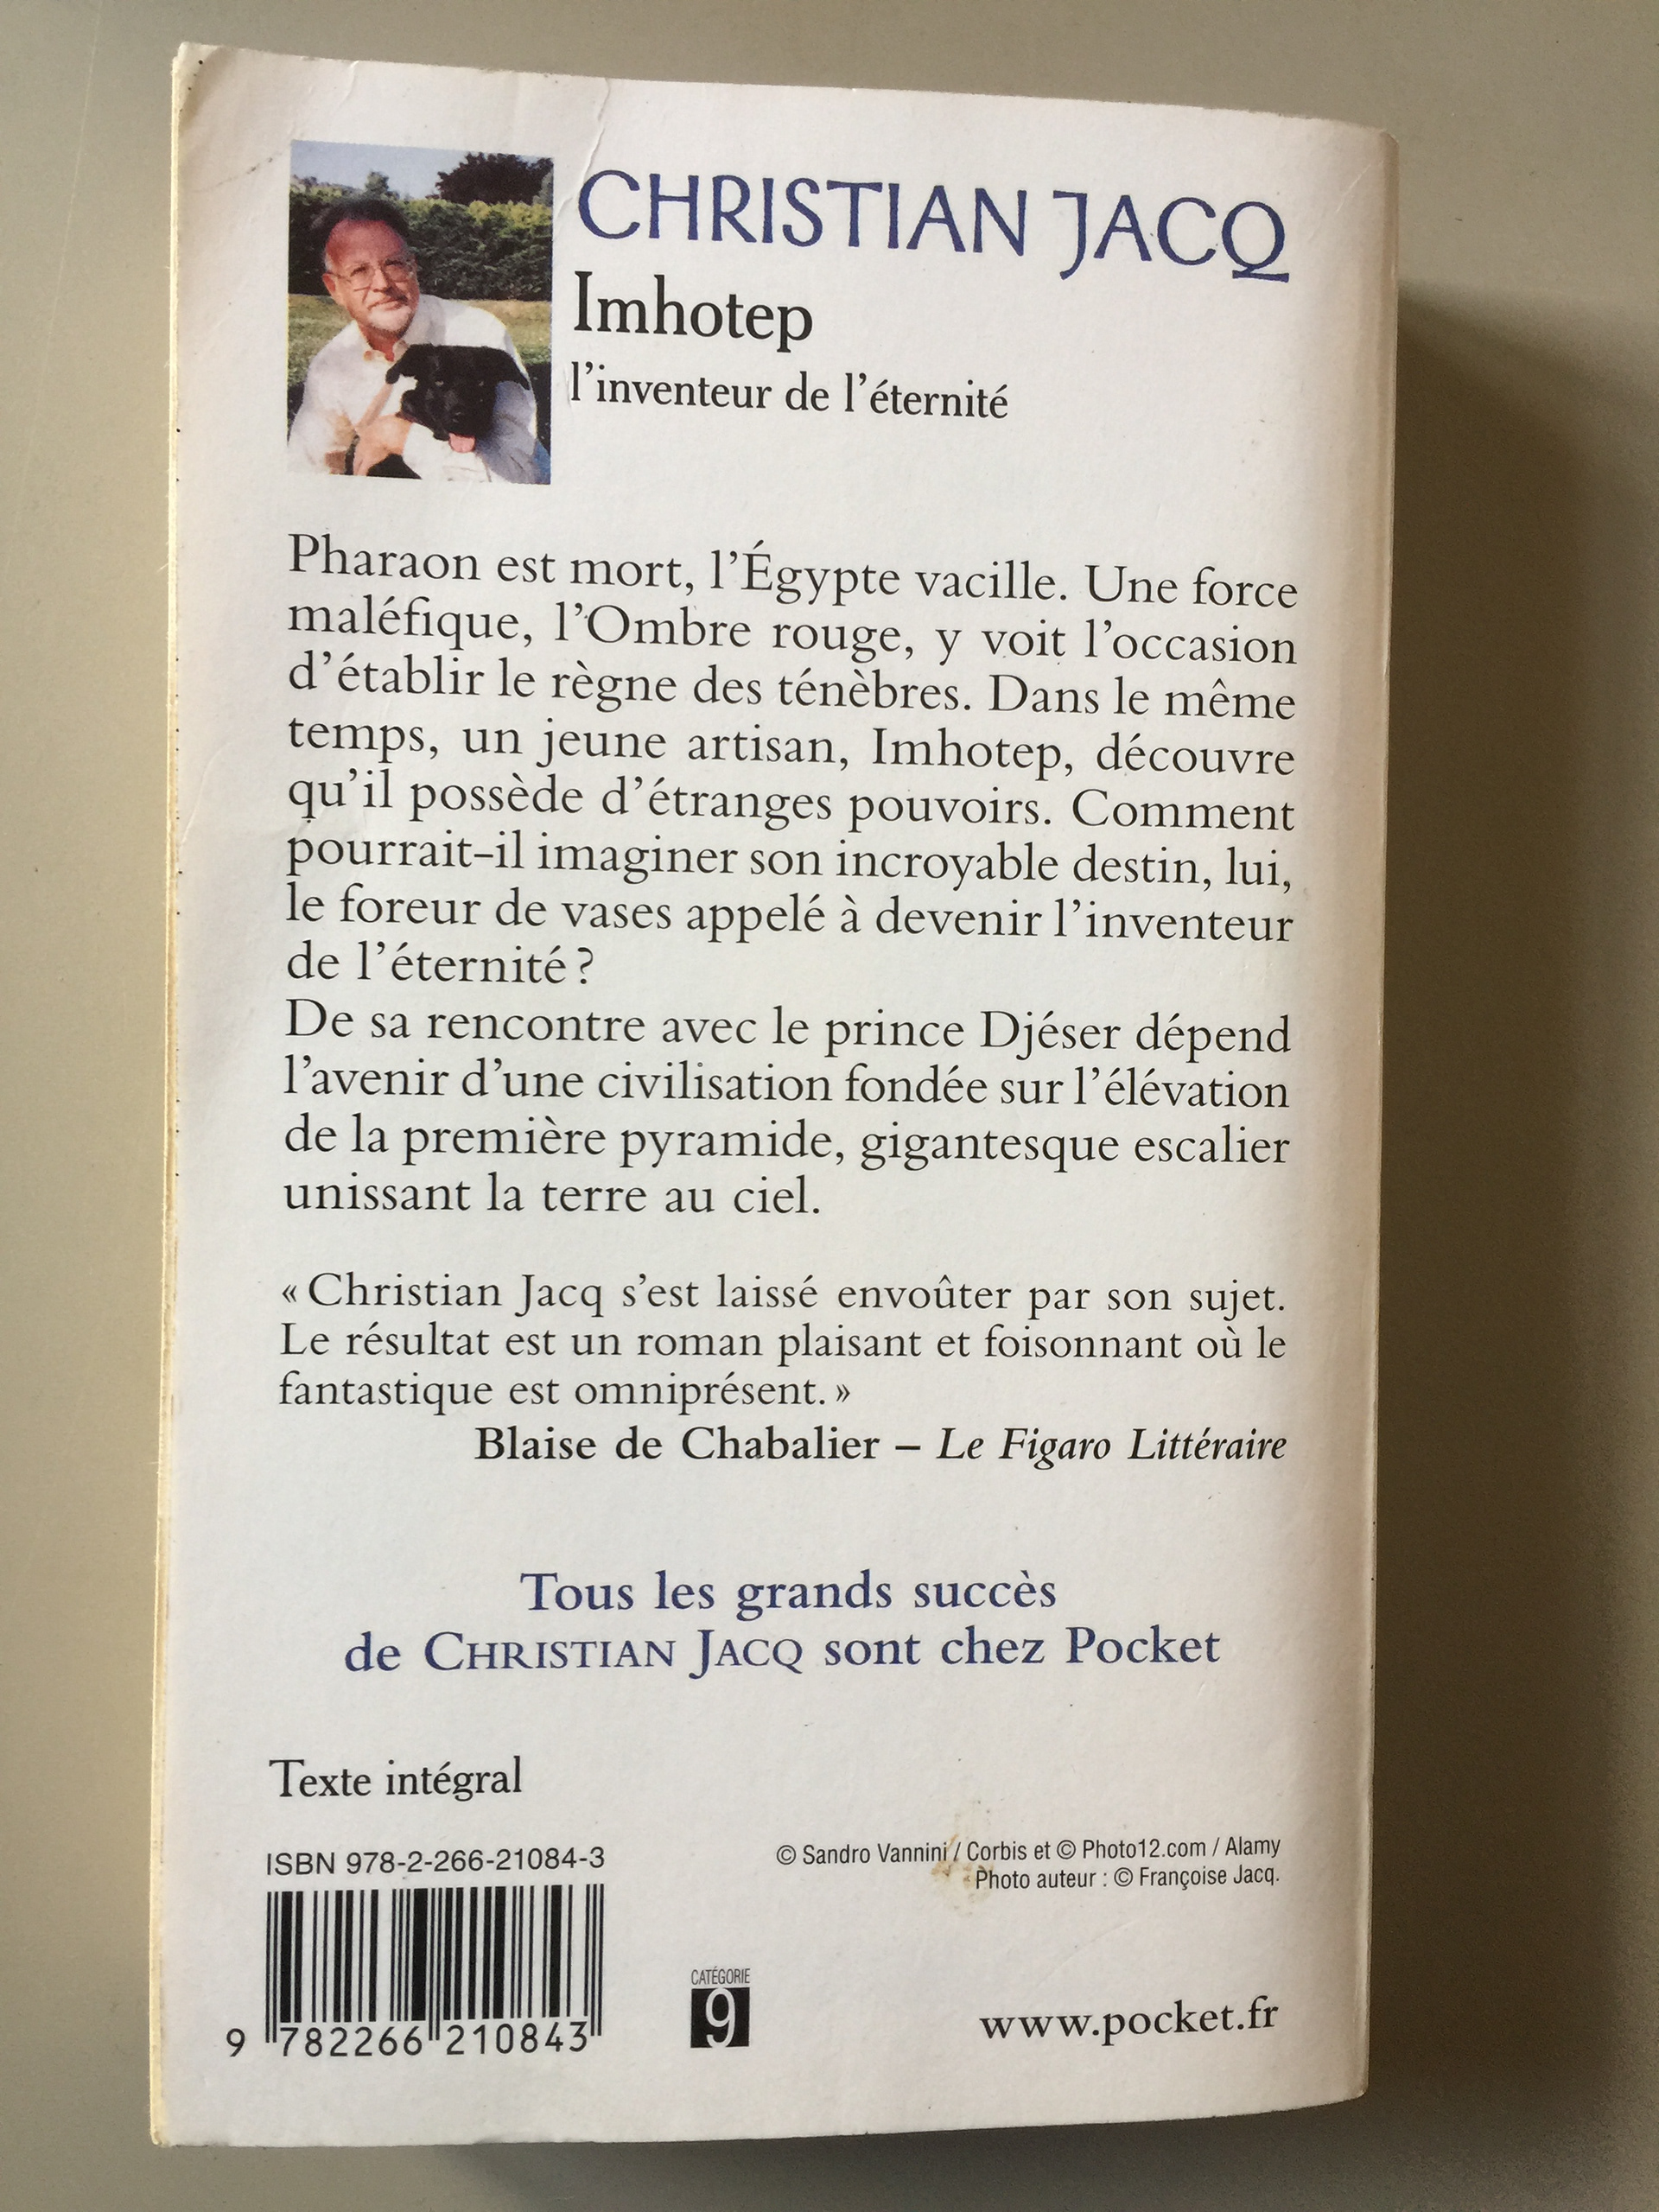 CHRISTIAN JACQ
Imhotep
l’inventeur de l’éternité
Pharaon est mort, l’Égypte vacille. Une force
maléfique, l’Ombre rouge, y voit l’occasion
d’établir le règne des ténèbres. Dans le même
temps, un jeune artisan, Imhotep, découvre
qu’il possède d’étranges pouvoirs. Comment
pourrait-il imaginer son incroyable destin, lui,
le foreur de vases appelé à devenir l’inventeur
de l’éternité ?
De sa rencontre avec le prince Djéser dépend
l’avenir d’une civilisation fondée sur l’élévation
de la première pyramide, gigantesque escalier
unissant la terre au ciel.
« Christian Jacq s’est laissé envoûter par son sujet.
Le résultat est un roman plaisant et foisonnant où le
fantastique est omniprésent. »
Blaise de Chabalier – Le Figaro Littéraire
Tous les grands succès
de CHRISTIAN JACQ sont chez Pocket
Texte intégral
ISBN 978-2-266-21084-3
9 782266 210843
© Sandro Vannini / Corbis et © Photo12.com / Alamy
Photo auteur : © Françoise Jacq.
CATÉGORIE
9
www.pocket.fr